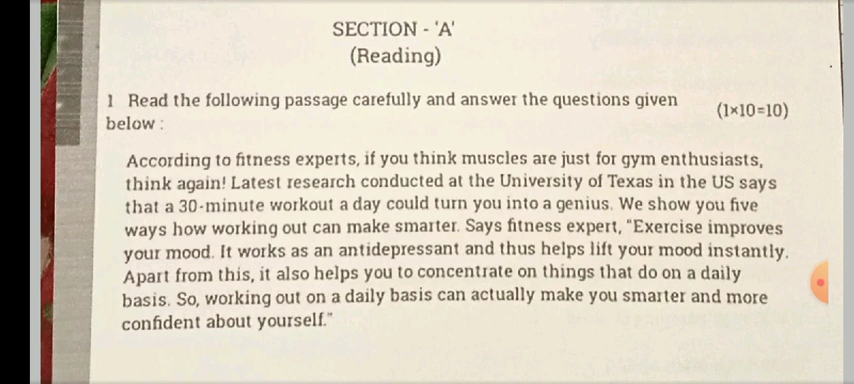 SECTION - 'A'
(Reading)
1 Read the following passage carefully and answer the questions given
(1×10=10)
below :
According to fitness experts, if you think muscles are just for gym enthusiasts,
think again! Latest research conducted at the University of Texas in the US says
that a 30-minute workout a day could turn you into a genius. We show you five
ways how working out can make smarter. Says fitness expert, "Exercise improves
your mood. It works as an antidepressant and thus helps lift your mood instantly.
Apart from this, it also helps you to concentrate on things that do on a daily
basis. So, working out on a daily basis can actually make you smarter and more
confident about yourself."